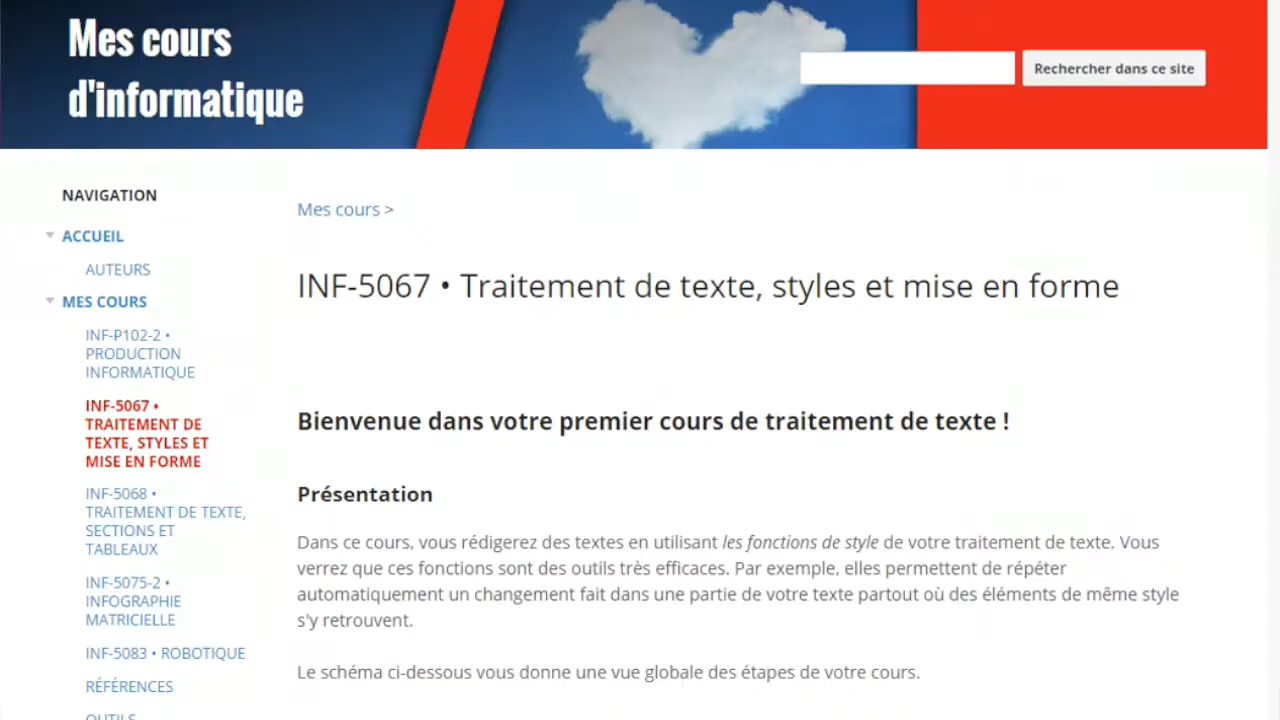 Mes cours
d'informatique
Rechercher dans ce site
NAVIGATION
ACCUEIL
AUTEURS
MES COURS
INF-P102-2 •
PRODUCTION
INFORMATIQUE
INF-5067 •
TRAITEMENT DE
TEXTE, STYLES ET
MISE EN FORME
INF-5068 •
TRAITEMENT DE TEXTE,
SECTIONS ET
TABLEAUX
INF-5075-2 •
INFOGRAPHIE
MATRICIELLE
INF-5083 • ROBOTIQUE
RÉFÉRENCES
OUTILS
Mes cours >
INF-5067 • Traitement de texte, styles et mise en forme
Bienvenue dans votre premier cours de traitement de texte !
Présentation
Dans ce cours, vous rédigerez des textes en utilisant les fonctions de style de votre traitement de texte. Vous
verrez que ces fonctions sont des outils très efficaces. Par exemple, elles permettent de répéter
automatiquement un changement fait dans une partie de votre texte partout où des éléments de même style
s'y retrouvent.
Le schéma ci-dessous vous donne une vue globale des étapes de votre cours.